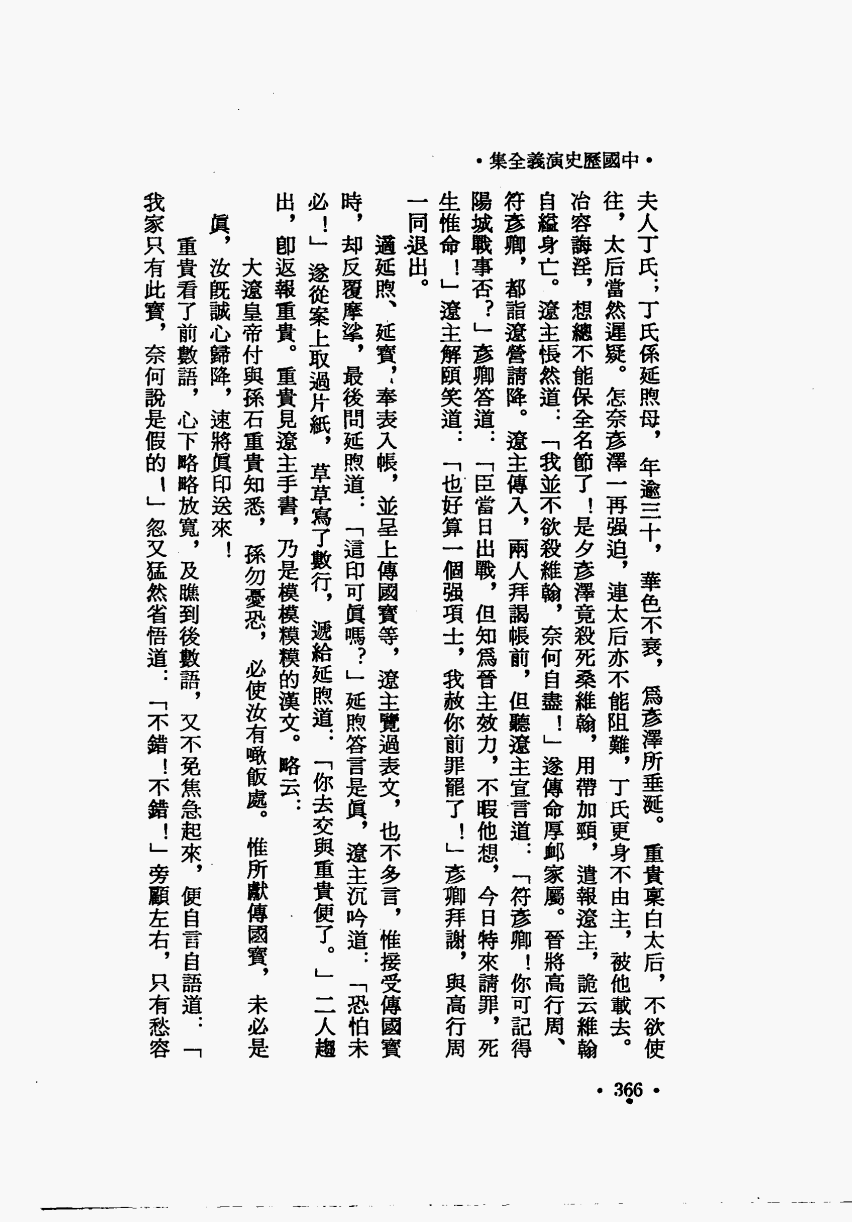 •中國歷史演義全集•
夫人丁氏；丁氏係延煦母，年逾三十，華色不衰，爲彥澤所垂涎。重貴稟白太后，不欲使
往，太后當然遲疑。怎奈彥澤一再强迫，連太后亦不能阻難，丁氏更身不由主，被他載去。
冶容誨淫，想總不能保全名節了！是夕彥澤竟殺死桑維翰，用帶加頸，遣報遼主，詭云維翰
自縊身亡。遼主悵然道：「我並不欲殺維翰，奈何自盡！」遂傳命厚卹家屬。晉將高行周、
符彥卿，都詣遼營請降。遼主傳入，兩人拜謁帳前，但聽遼主宣言道：「符彥卿！你可記得
陽城戰事否？」彥卿答道：「臣當日出戰，但知爲晉主效力，不暇他想，今日特來請罪，死
生惟命！」遼主解頤笑道：「也好算一個强項士，我赦你前罪罷了！」彥卿拜謝，與高行周
一同退出。
適延煦、延寶，奉表入帳，並呈上傳國寳等，遼主覽過表文，也不多言，惟接受傳國寳
時，却反覆摩挲，最後問延煦道：「這印可眞嗎？」延煦答言是眞，遼主沉吟道：「恐怕未
必！」遂從案上取過片紙，草草寫了數行，遞給延煦道：「你去交與重貴便了。」二人趨
出，卽返報重貴。重貴見遼主手書，乃是模模糢糢的漢文。略云：
大遼皇帝付與孫石重貴知悉，孫勿憂恐，必使汝有噉飯處。惟所獻傳國寳，未必是
眞，汝旣誠心歸降，速將眞印送來！
重貴看了前數語，心下略略放寬，及瞧到後數語，又不免焦急起來，便自言自語道：「
我家只有此寶，奈何說是假的！」忽又猛然省悟道：「不錯！不錯！」旁顧左右，只有愁容
•366•